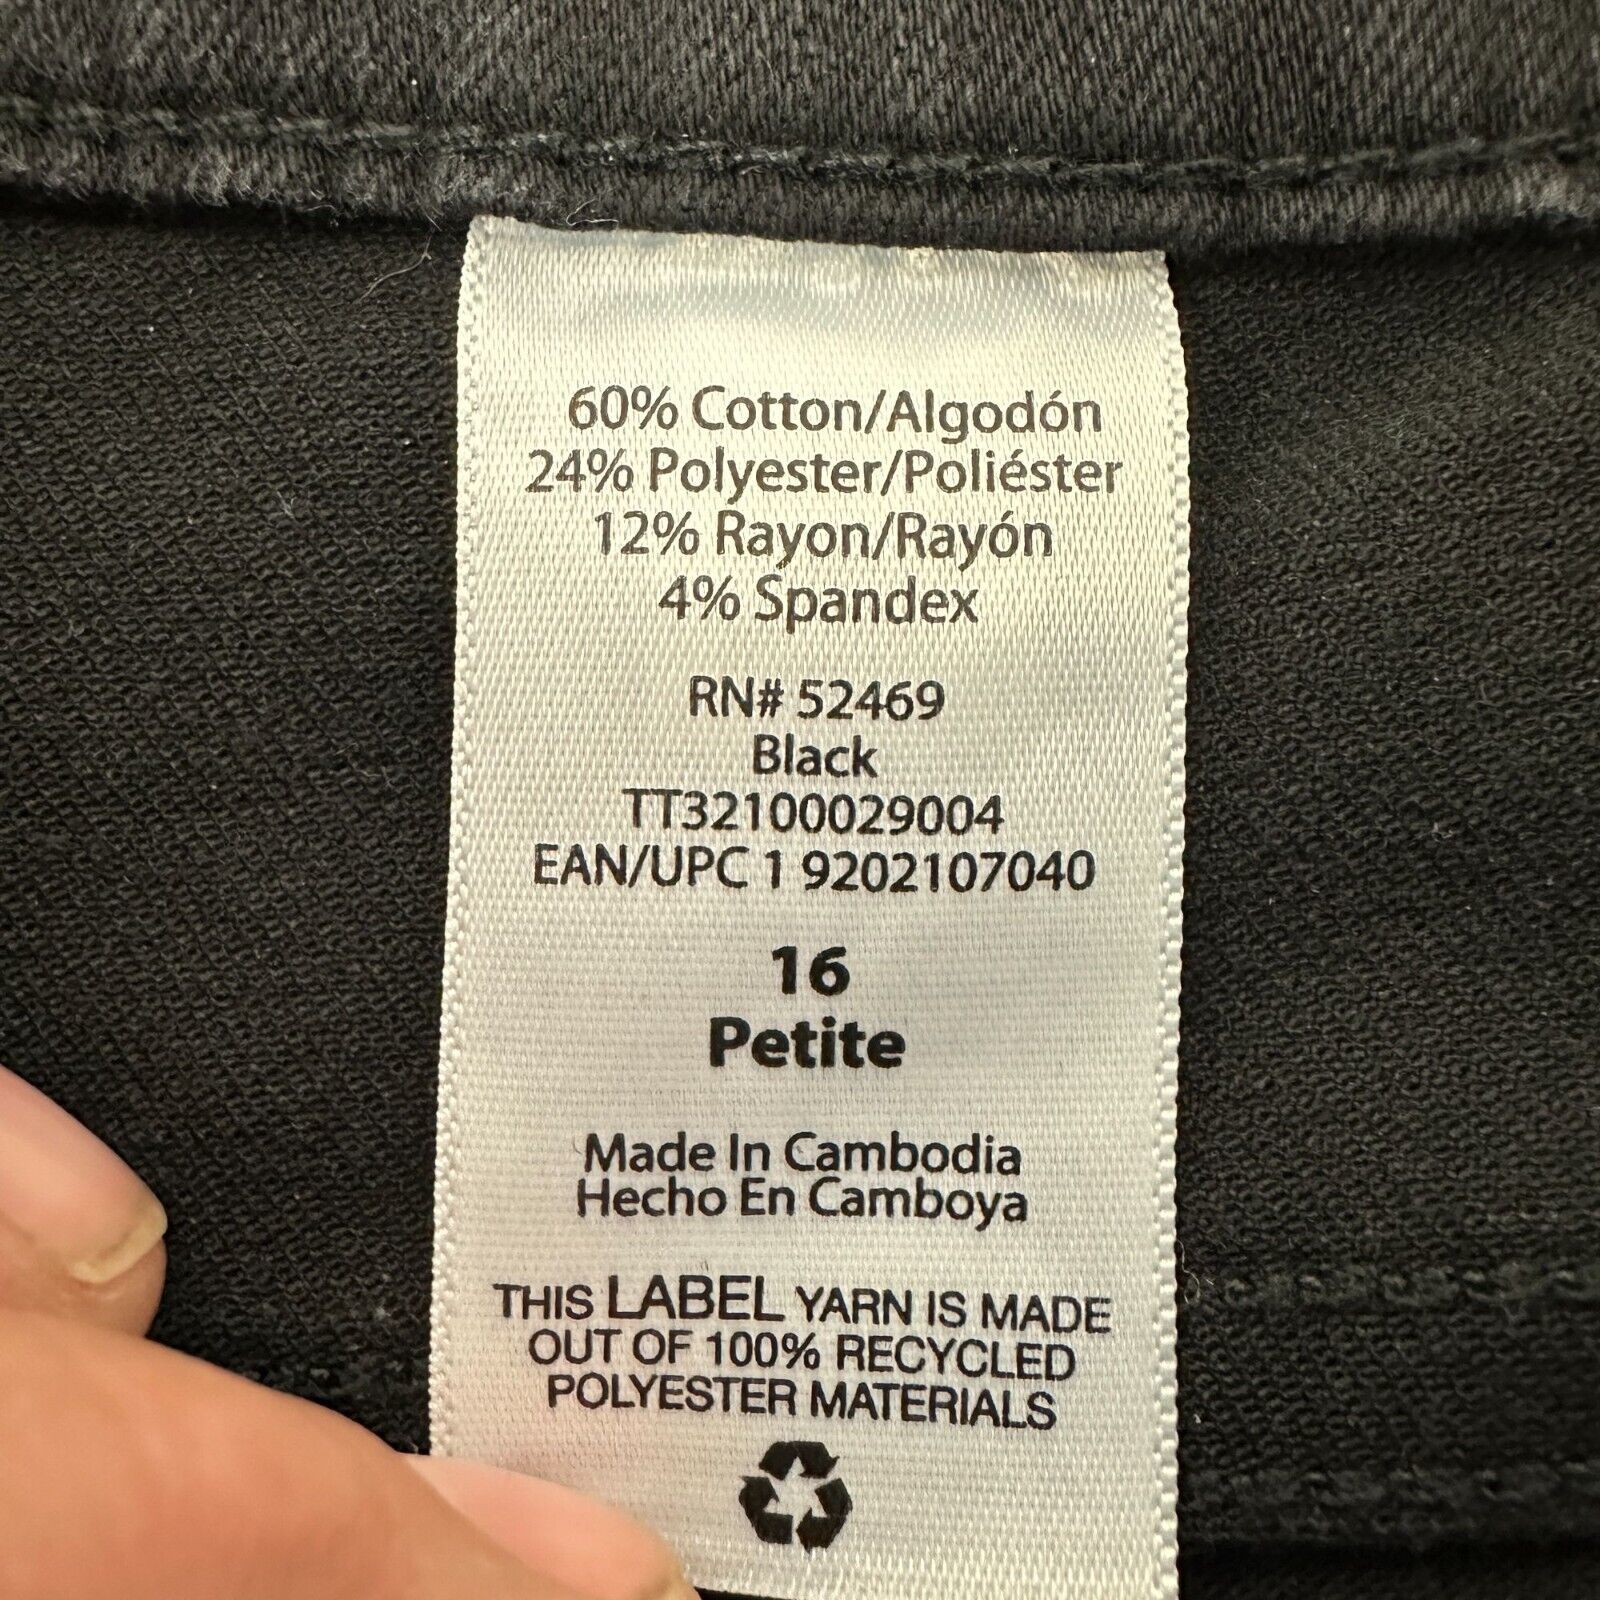 60% Cotton/Algodón
24% Polyester/Poliéster
12% Rayon/Rayón
4% Spandex
RN# 52469
Black
TT32100029004
EAN/UPC 1 9202107040
16
Petite
Made In Cambodia
Hecho En Camboya
THIS LABEL YARN IS MADE
OUT OF 100% RECYCLED
POLYESTER MATERIALS